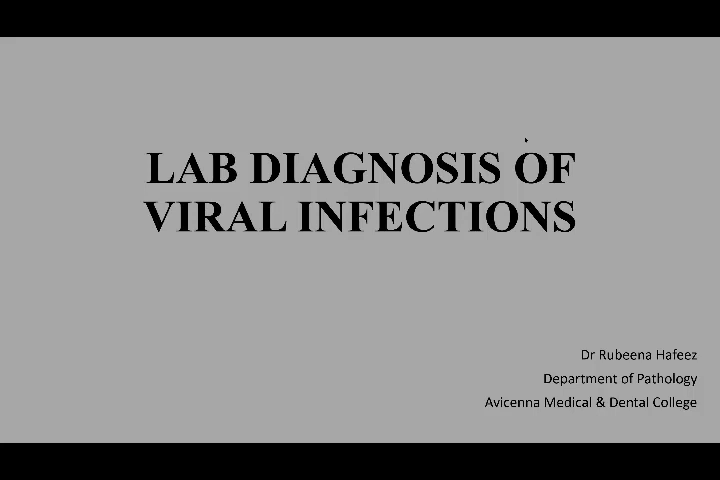 LAB DIAGNOSIS OF
VIRAL INFECTIONS
Dr Rubeena Hafeez
Department of Pathology
Avicenna Medical & Dental College